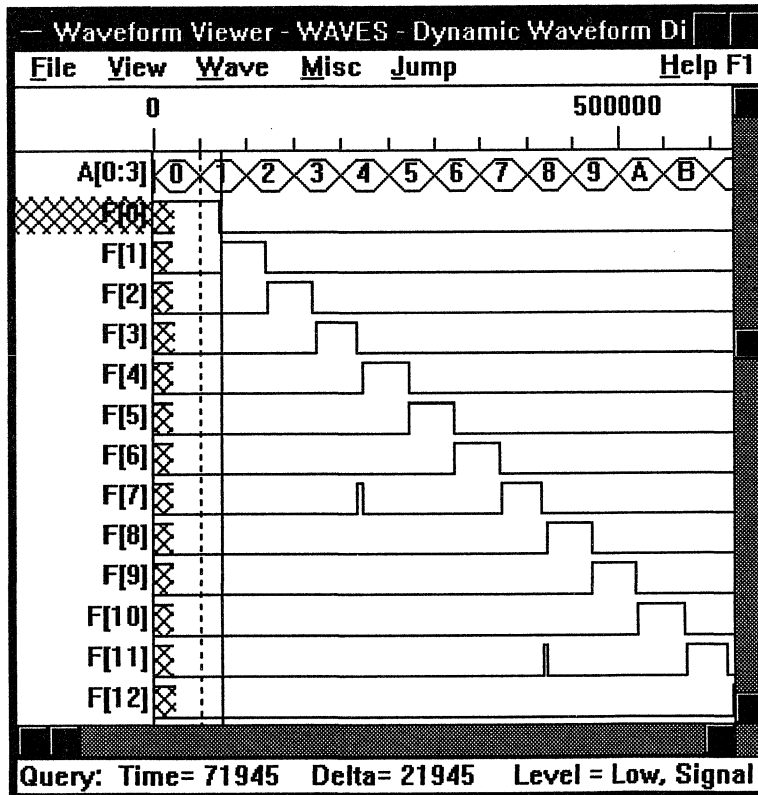 Waveform Viewer - WAVES - Dynamic Waveform Di
File View Wave Misc Jump Help F1
0 500000
A[0:3] 0 1 2 3 4 5 6 7 8 9 A B
F[0]
F[1]
F[2]
F[3]
F[4]
F[5]
F[6]
F[7]
F[8]
F[9]
F[10]
F[11]
F[12]
Query: Time= 71945 Delta= 21945 Level = Low, Signal